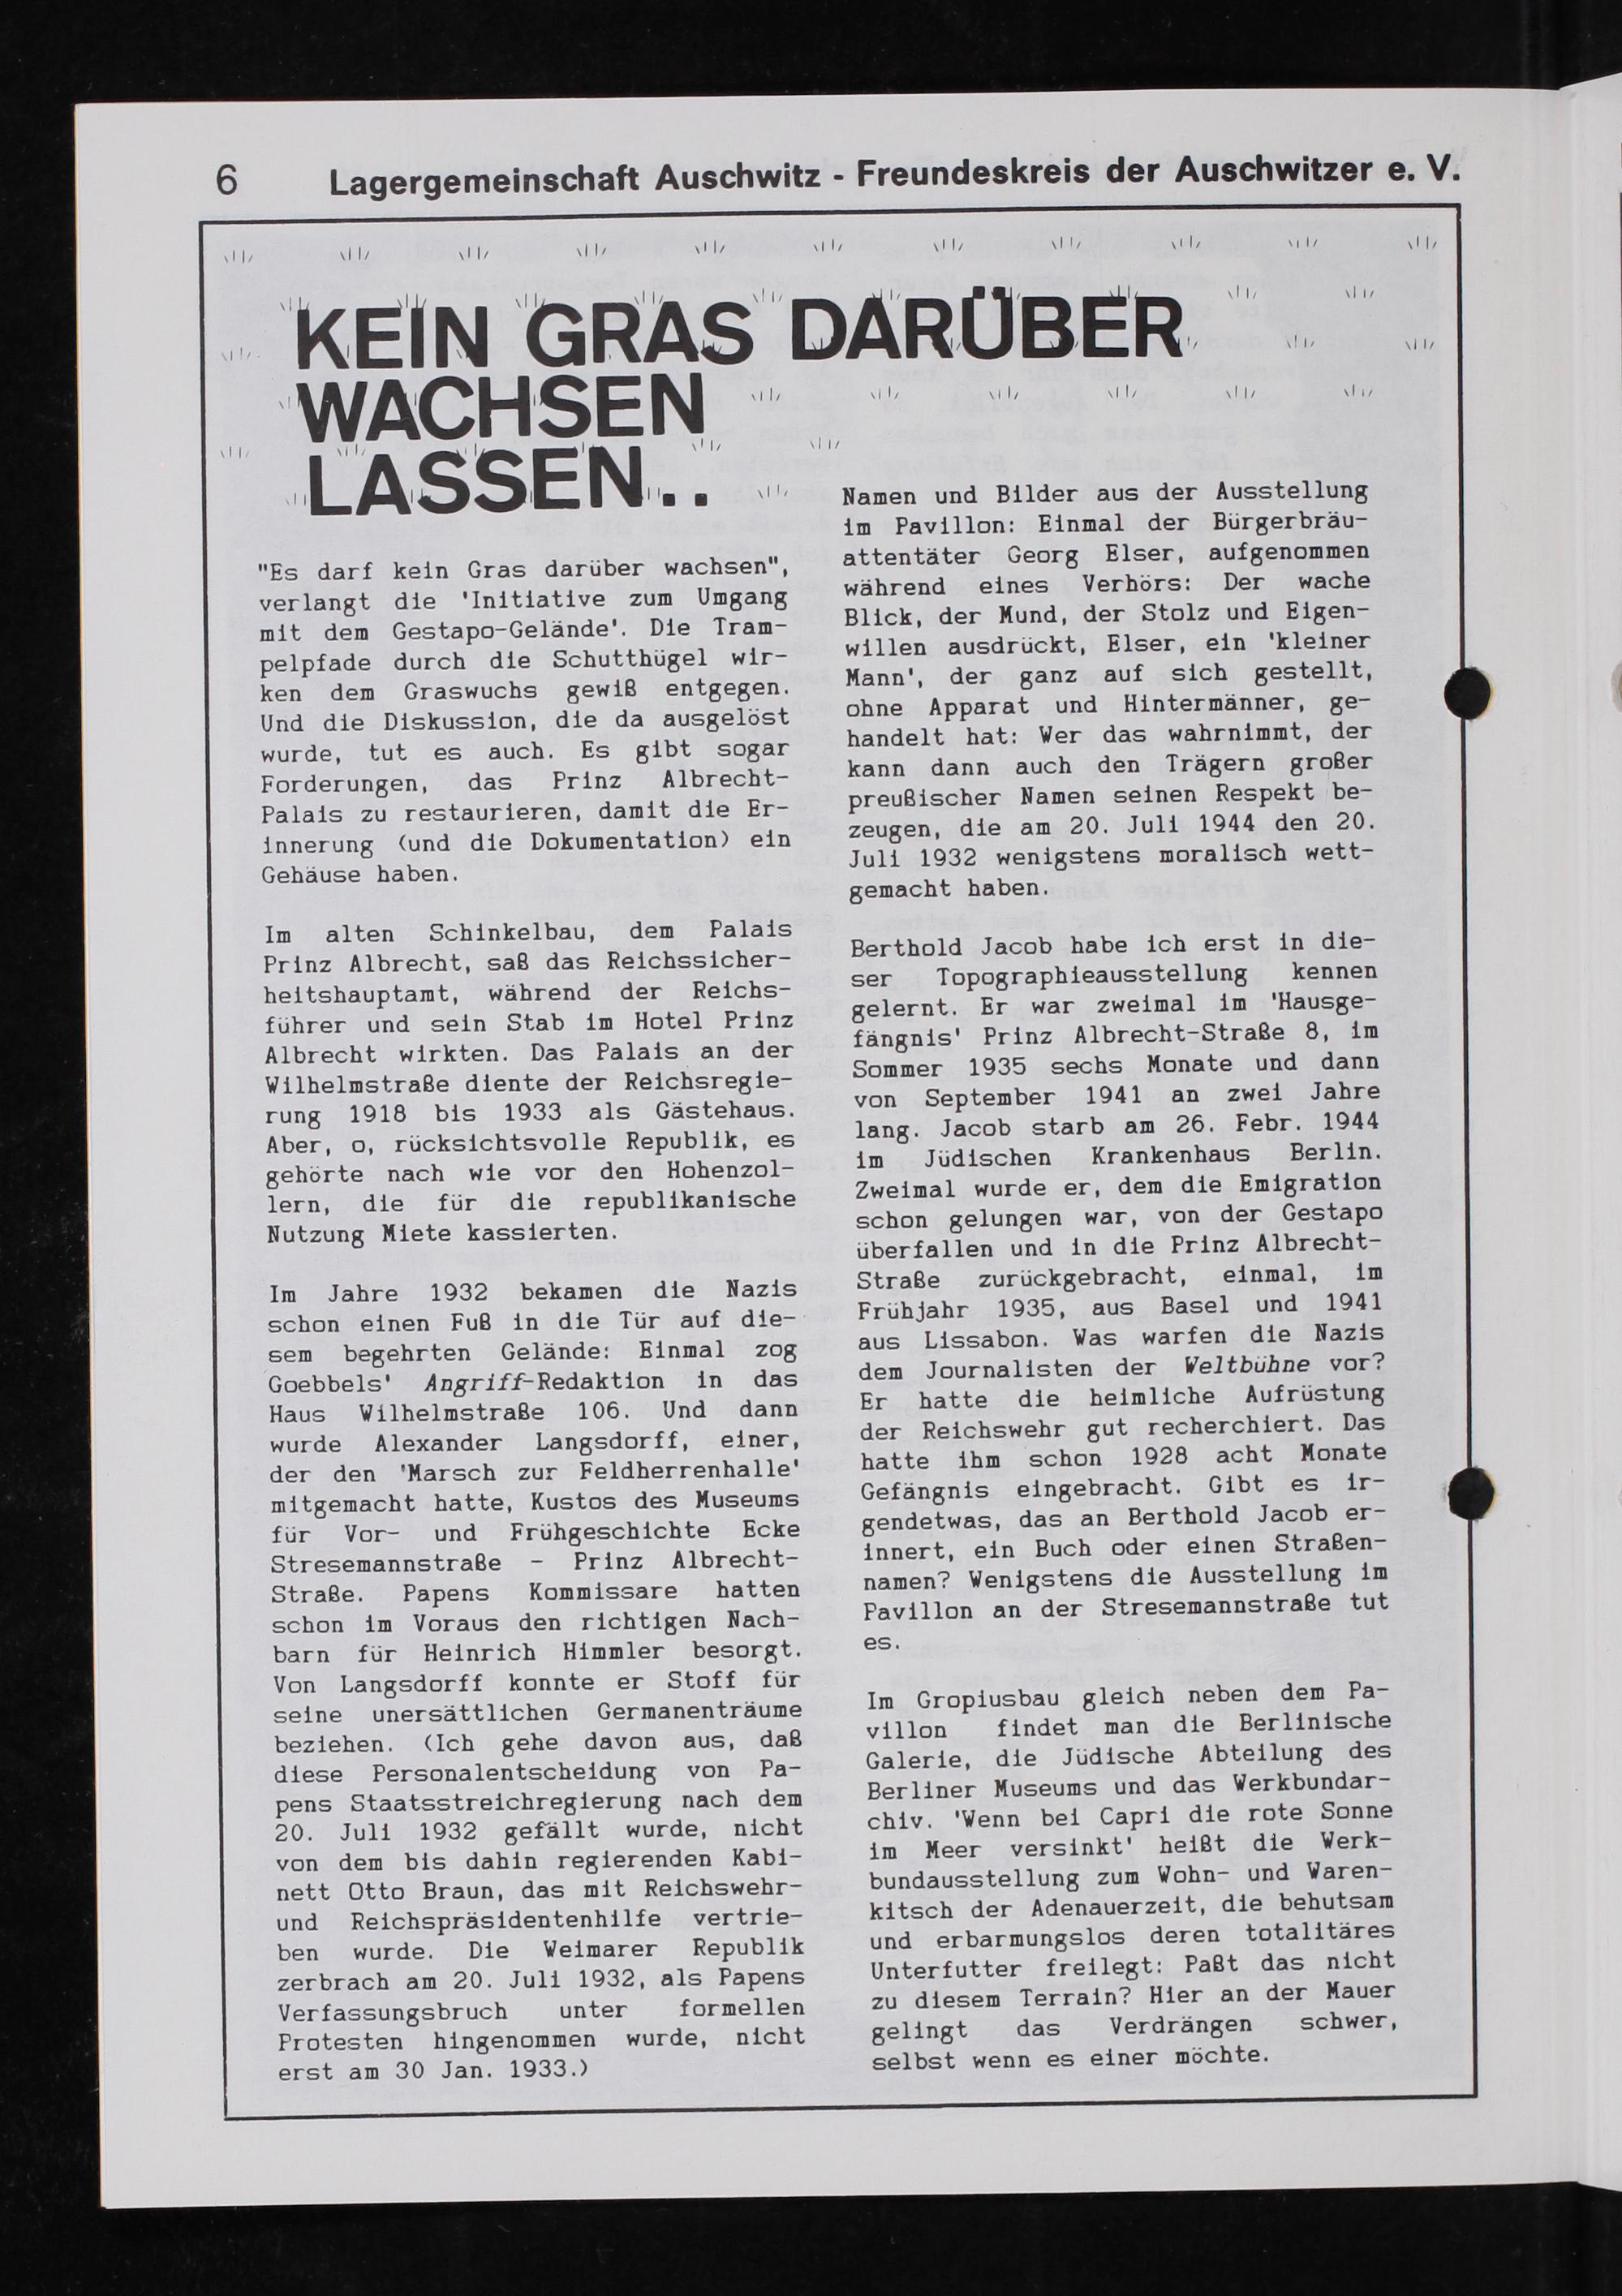 6
Lagergemeinschaft Auschwitz - Freundeskreis der Auschwitzer e. V.
KEIN GRAS DARÜBER
WACHSEN
LASSEN..
"Es darf kein Gras darüber wachsen",
verlangt die 'Initiative zum Umgang
mit dem Gestapo-Gelände'. Die Tram-
pelpfade durch die Schutthügel wir-
ken dem Graswuchs gewiß entgegen.
Und die Diskussion, die da ausgelöst
wurde, tut es auch. Es gibt sogar
Forderungen, das Prinz Albrecht-
Palais zu restaurieren, damit die Er-
innerung (und die Dokumentation) ein
Gehäuse haben.
Im alten Schinkelbau, dem Palais
Prinz Albrecht, saß das Reichssicher-
heitshauptamt, während der Reichs-
führer und sein Stab im Hotel Prinz
Albrecht wirkten. Das Palais an der
Wilhelmstraße diente der Reichsregie-
rung 1918 bis 1933 als Gästehaus.
Aber, o, rücksichtsvolle Republik, es
gehörte nach wie vor den Hohenzol-
lern, die für die republikanische
Nutzung Miete kassierten.
Im Jahre 1932 bekamen die Nazis
schon einen Fuß in die Tür auf die-
sem begehrten Gelände: Einmal zog
Goebbels' Angriff-Redaktion in das
Haus Wilhelmstraße 106. Und dann
wurde Alexander Langsdorff, einer,
der den 'Marsch zur Feldherrenhalle'
mitgemacht hatte, Kustos des Museums
für Vor- und Frühgeschichte Ecke
Stresemannstraße - Prinz Albrecht-
Straße. Papens Kommissare hatten
schon im Voraus den richtigen Nach-
barn für Heinrich Himmler besorgt.
Von Langsdorff konnte er Stoff für
seine unersättlichen Germanenträume
beziehen. (Ich gehe davon aus, daß
diese Personalentscheidung von Pa-
pens Staatsstreichregierung nach dem
20. Juli 1932 gefällt wurde, nicht
von dem bis dahin regierenden Kabi-
nett Otto Braun, das mit Reichswehr-
und Reichspräsidentenhilfe vertrie-
ben wurde. Die Weimarer Republik
zerbrach am 20. Juli 1932, als Papens
Verfassungsbruch unter formellen
Protesten hingenommen wurde, nicht
erst am 30 Jan. 1933.)
Namen und Bilder aus der Ausstellung
im Pavillon: Einmal der Bürgerbräu-
attentäter Georg Elser, aufgenommen
während eines Verhörs: Der wache
Blick, der Mund, der Stolz und Eigen-
willen ausdrückt, Elser, ein 'kleiner
Mann', der ganz auf sich gestellt,
ohne Apparat und Hintermänner, ge-
handelt hat: Wer das wahrnimmt, der
kann dann auch den Trägern großer
preußischer Namen seinen Respekt be-
zeugen, die am 20. Juli 1944 den 20.
Juli 1932 wenigstens moralisch wett-
gemacht haben.
Berthold Jacob habe ich erst in die-
ser Topographieausstellung kennen
gelernt. Er war zweimal im 'Hausge-
fängnis' Prinz Albrecht-Straße 8, im
Sommer 1935 sechs Monate und dann
von September 1941 an zwei Jahre
lang. Jacob starb am 26. Febr. 1944
im Jüdischen Krankenhaus Berlin.
Zweimal wurde er, dem die Emigration
schon gelungen war, von der Gestapo
überfallen und in die Prinz Albrecht-
Straße zurückgebracht, einmal, im
Frühjahr 1935, aus Basel und 1941
aus Lissabon. Was warfen die Nazis
dem Journalisten der Weltbühne vor?
Er hatte die heimliche Aufrüstung
der Reichswehr gut recherchiert. Das
hatte ihm schon 1928 acht Monate
Gefängnis eingebracht. Gibt es ir-
gendetwas, das an Berthold Jacob er-
innert, ein Buch oder einen Straßen-
namen? Wenigstens die Ausstellung im
Pavillon an der Stresemannstraße tut
es.
Im Gropiusbau gleich neben dem Pa-
villon findet man die Berlinische
Galerie, die Jüdische Abteilung des
Berliner Museums und das Werkbundar-
chiv. 'Wenn bei Capri die rote Sonne
im Meer versinkt' heißt die Werk-
bundausstellung zum Wohn- und Waren-
kitsch der Adenauerzeit, die behutsam
und erbarmungslos deren totalitäres
Unterfutter freilegt: Paßt das nicht
zu diesem Terrain? Hier an der Mauer
gelingt das Verdrängen schwer,
selbst wenn es einer möchte.